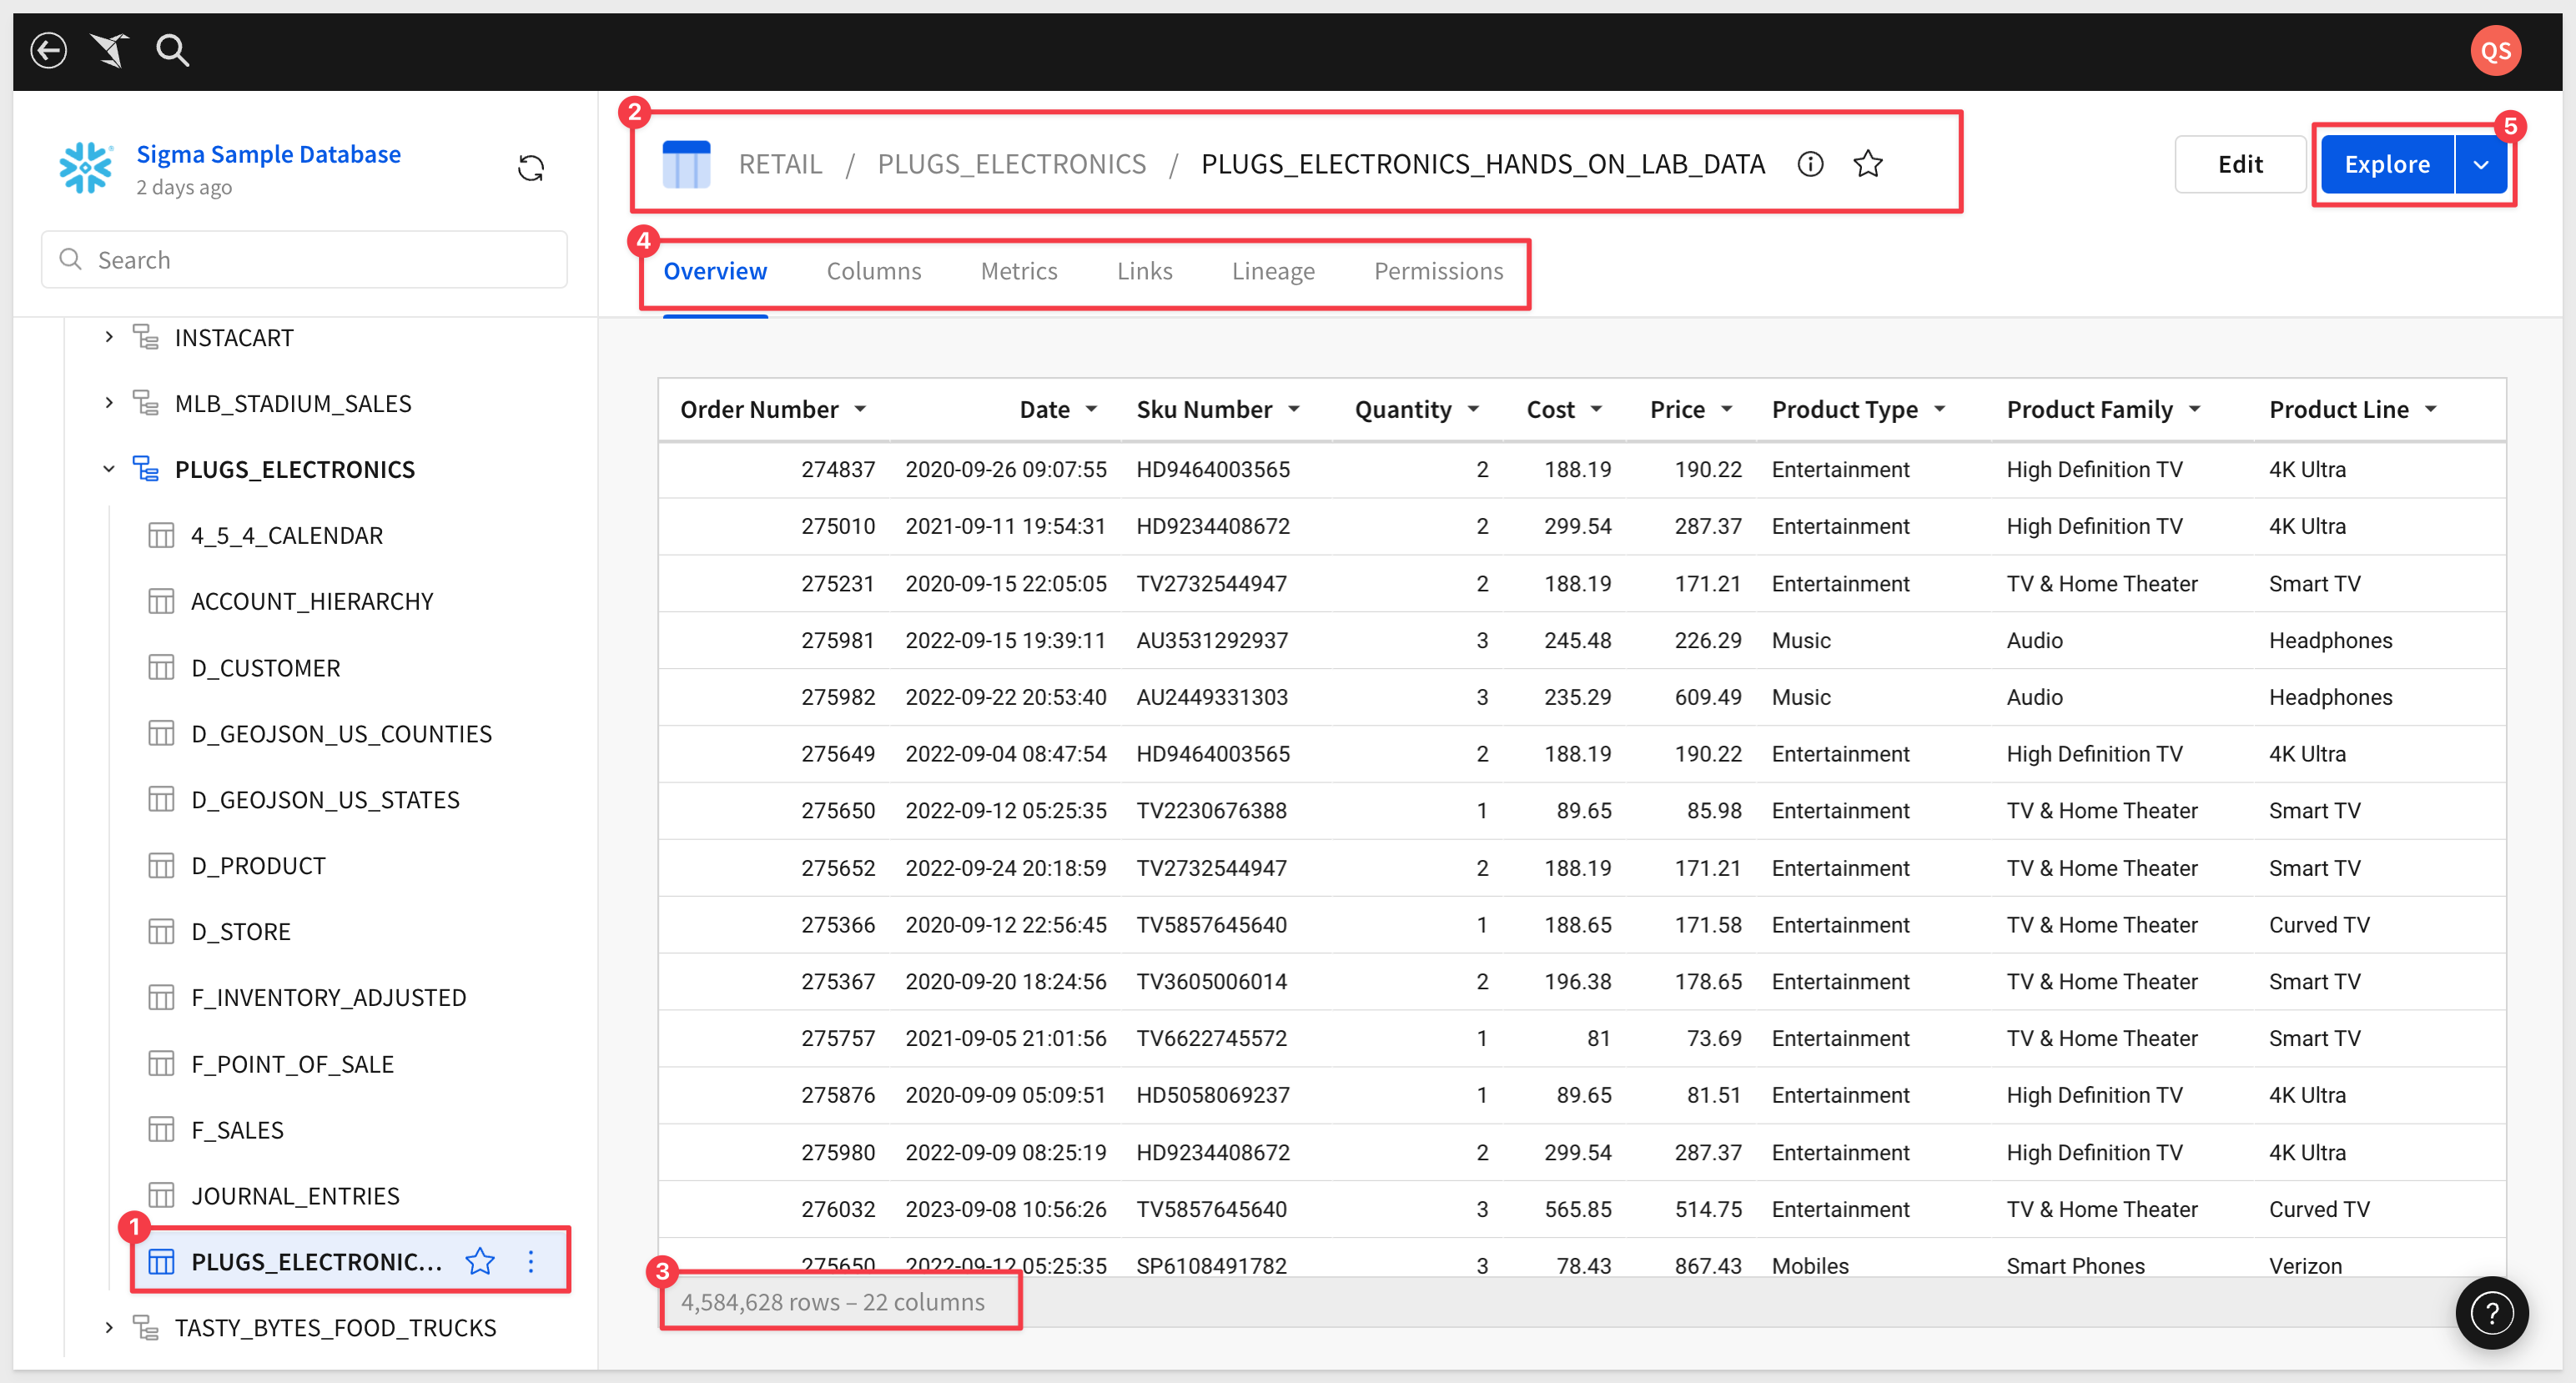 QS
Sigma Sample Database
2 days ago
Search
INSTACART
MLB_STADIUM_SALES
PLUGS_ELECTRONICS
4_5_4_CALENDAR
ACCOUNT_HIERARCHY
D_CUSTOMER
D_GEOJSON_US_COUNTIES
D_GEOJSON_US_STATES
D_PRODUCT
D_STORE
F_INVENTORY_ADJUSTED
F_POINT_OF_SALE
F_SALES
JOURNAL_ENTRIES
1
PLUGS_ELECTRONIC...
TASTY_BYTES_FOOD_TRUCKS
2
RETAIL / PLUGS_ELECTRONICS / PLUGS_ELECTRONICS_HANDS_ON_LAB_DATA
Edit
5
Explore
4
Overview Columns Metrics Links Lineage Permissions
Order Number Date Sku Number Quantity Cost Price Product Type Product Family Product Line
274837 2020-09-26 09:07:55 HD9464003565 2 188.19 190.22 Entertainment High Definition TV 4K Ultra
275010 2021-09-11 19:54:31 HD9234408672 2 299.54 287.37 Entertainment High Definition TV 4K Ultra
275231 2020-09-15 22:05:05 TV2732544947 2 188.19 171.21 Entertainment TV & Home Theater Smart TV
275981 2022-09-15 19:39:11 AU3531292937 3 245.48 226.29 Music Audio Headphones
275982 2022-09-22 20:53:40 AU2449331303 3 235.29 609.49 Music Audio Headphones
275649 2022-09-04 08:47:54 HD9464003565 2 188.19 190.22 Entertainment High Definition TV 4K Ultra
275650 2022-09-12 05:25:35 TV2230676388 1 89.65 85.98 Entertainment TV & Home Theater Smart TV
275652 2022-09-24 20:18:59 TV2732544947 2 188.19 171.21 Entertainment TV & Home Theater Smart TV
275366 2020-09-12 22:56:45 TV5857645640 1 188.65 171.58 Entertainment TV & Home Theater Curved TV
275367 2020-09-20 18:24:56 TV3605006014 2 196.38 178.65 Entertainment TV & Home Theater Smart TV
275757 2021-09-05 21:01:56 TV6622745572 1 81 73.69 Entertainment TV & Home Theater Smart TV
275876 2020-09-09 05:09:51 HD5058069237 1 89.65 81.51 Entertainment High Definition TV 4K Ultra
275980 2022-09-09 08:25:19 HD9234408672 2 299.54 287.37 Entertainment High Definition TV 4K Ultra
276032 2023-09-08 10:56:26 TV5857645640 3 565.85 514.75 Entertainment TV & Home Theater Curved TV
275650 2022-09-12 05:25:35 SP6108491782 3 78.43 867.43 Mobiles Smart Phones Verizon
3
4,584,628 rows – 22 columns
?